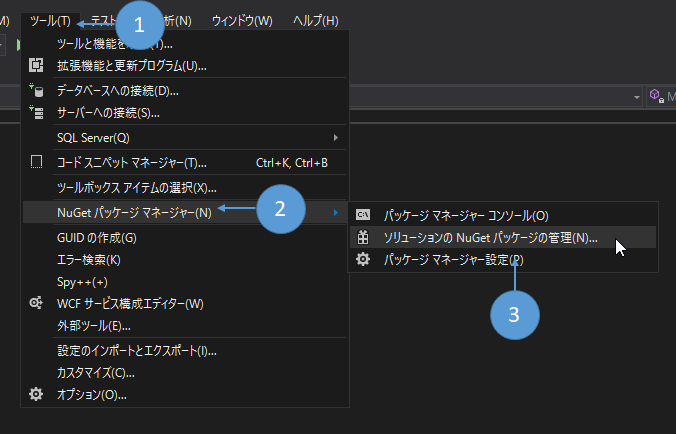 M) ツール(T) テスト 析(N) ウィンドウ(W) ヘルプ(H)
1
ツールと機能を (T)...
拡張機能と更新プログラム(U)...
データベースへの接続(D)...
サーバーへの接続(S)...
SQL Server(Q)
コード スニペット マネージャー(T)... Ctrl+K, Ctrl+B
ツールボックス アイテムの選択(X)...
NuGet パッケージ マネージャー(N)
2
パッケージ マネージャー コンソール(O)
ソリューションの NuGet パッケージの管理(N)...
パッケージ マネージャー設定(P)
3
GUID の作成(G)
エラー検索(K)
Spy++(+)
WCF サービス構成エディター(W)
外部ツール(E)...
設定のインポートとエクスポート(I)...
カスタマイズ(C)...
オプション(O)...
M